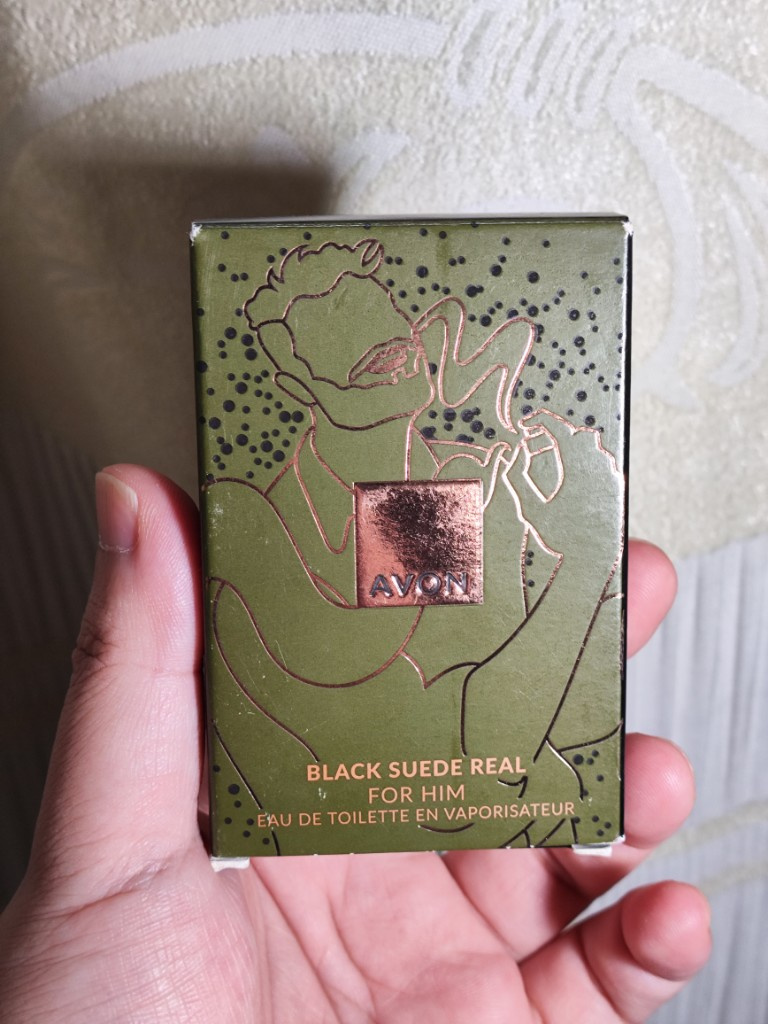 AVON
BLACK SUEDE REAL
FOR HIM
EAU DE TOILETTE EN VAPORISATEUR